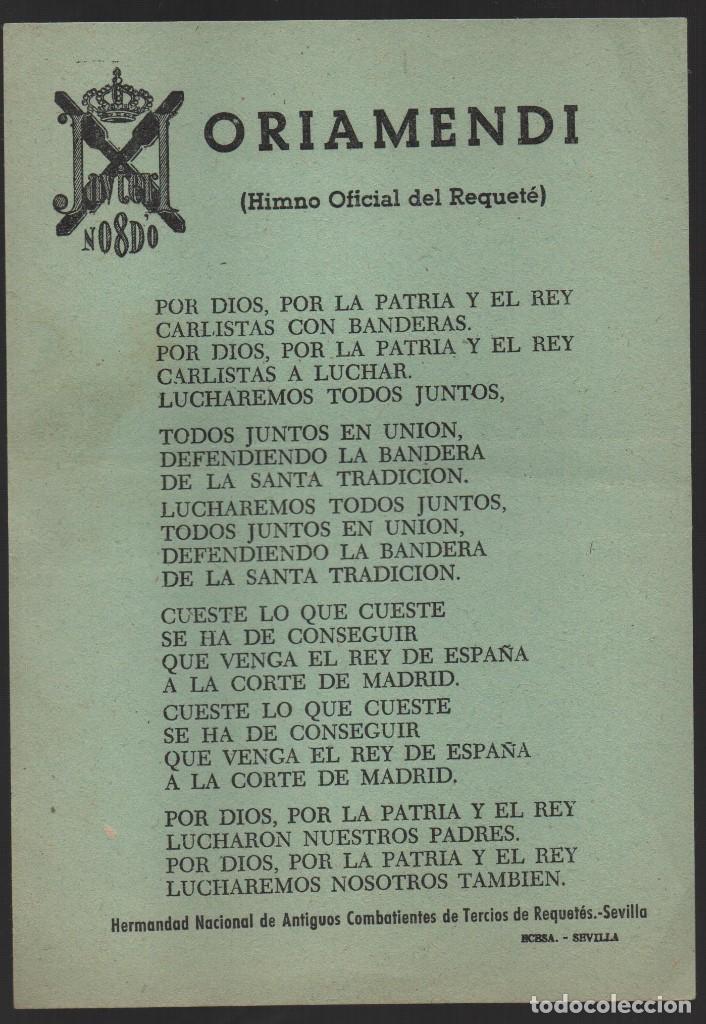 ORIAMENDI
(Himno Oficial del Requeté)
NO8DO
POR DIOS, POR LA PATRIA Y EL REY
CARLISTAS CON BANDERAS.
POR DIOS, POR LA PATRIA Y EL REY
CARLISTAS A LUCHAR.
LUCHAREMOS TODOS JUNTOS,
TODOS JUNTOS EN UNION,
DEFENDIENDO LA BANDERA
DE LA SANTA TRADICION.
LUCHAREMOS TODOS JUNTOS,
TODOS JUNTOS EN UNION,
DEFENDIENDO LA BANDERA
DE LA SANTA TRADICION.
CUESTE LO QUE CUESTE
SE HA DE CONSEGUIR
QUE VENGA EL REY DE ESPAÑA
A LA CORTE DE MADRID.
CUESTE LO QUE CUESTE
SE HA DE CONSEGUIR
QUE VENGA EL REY DE ESPAÑA
A LA CORTE DE MADRID.
POR DIOS, POR LA PATRIA Y EL REY
LUCHARON NUESTROS PADRES.
POR DIOS, POR LA PATRIA Y EL REY
LUCHAREMOS NOSOTROS TAMBIEN.
Hermandad Nacional de Antiguos Combatientes de Tercios de Requetés.-Sevilla
ECESA. - SEVILLA
todocoleccion